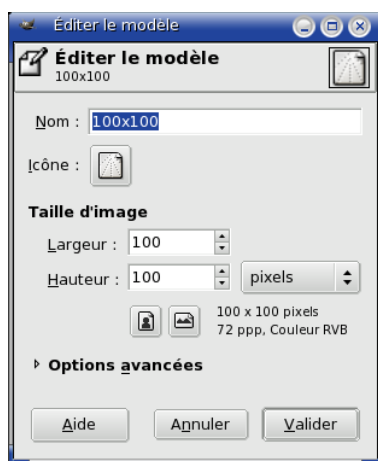 Éditer le modèle
Éditer le modèle
100x100
Nom : 100x100
Icône :
Taille d'image
Largeur : 100
Hauteur : 100 pixels
100 x 100 pixels
72 ppp, Couleur RVB
Options avancées
Aide Annuler Valider